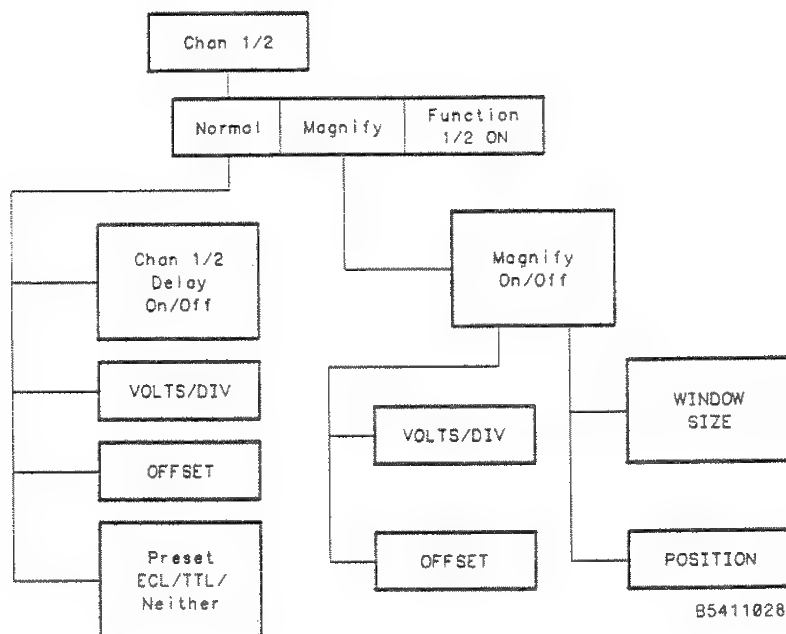 Chan 1/2
Normal
Magnify
Function
1/2 ON
Chan 1/2
Delay
On/Off
VOLTS/DIV
OFFSET
Preset
ECL/TTL/
Neither
Magnify
On/Off
VOLTS/DIV
OFFSET
WINDOW
SIZE
POSITION
B5411028